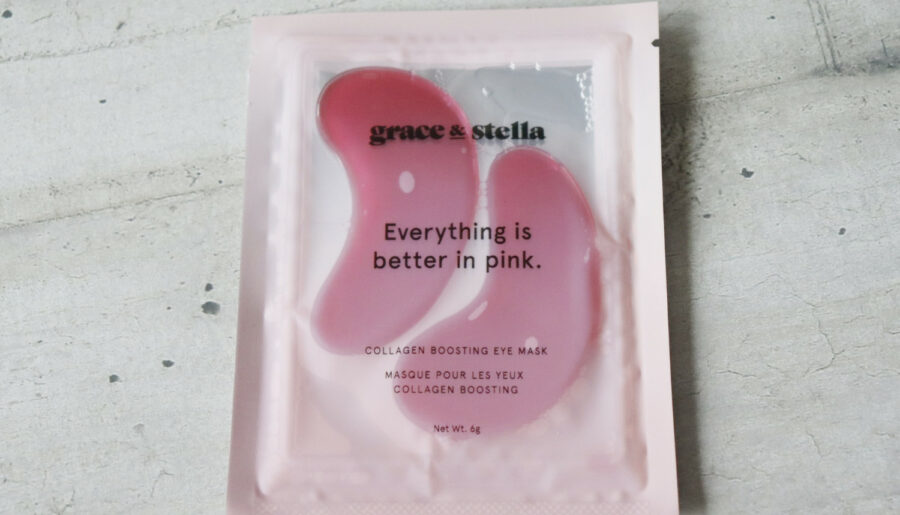 grace & stella
Everything is
better in pink.
COLLAGEN BOOSTING EYE MASK
MASQUE POUR LES YEUX
COLLAGEN BOOSTING
Net Wt. 6g